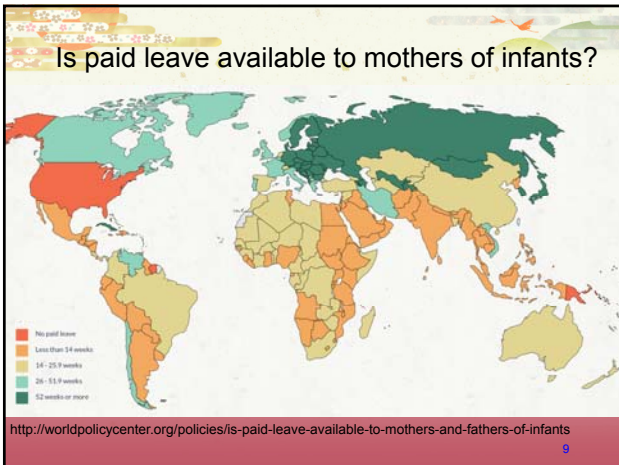 Is paid leave available to mothers of infants?
No paid leave
Less than 14 weeks
14 - 25.9 weeks
26 - 51.9 weeks
52 weeks or more
http://worldpolicycenter.org/policies/is-paid-leave-available-to-mothers-and-fathers-of-infants
9